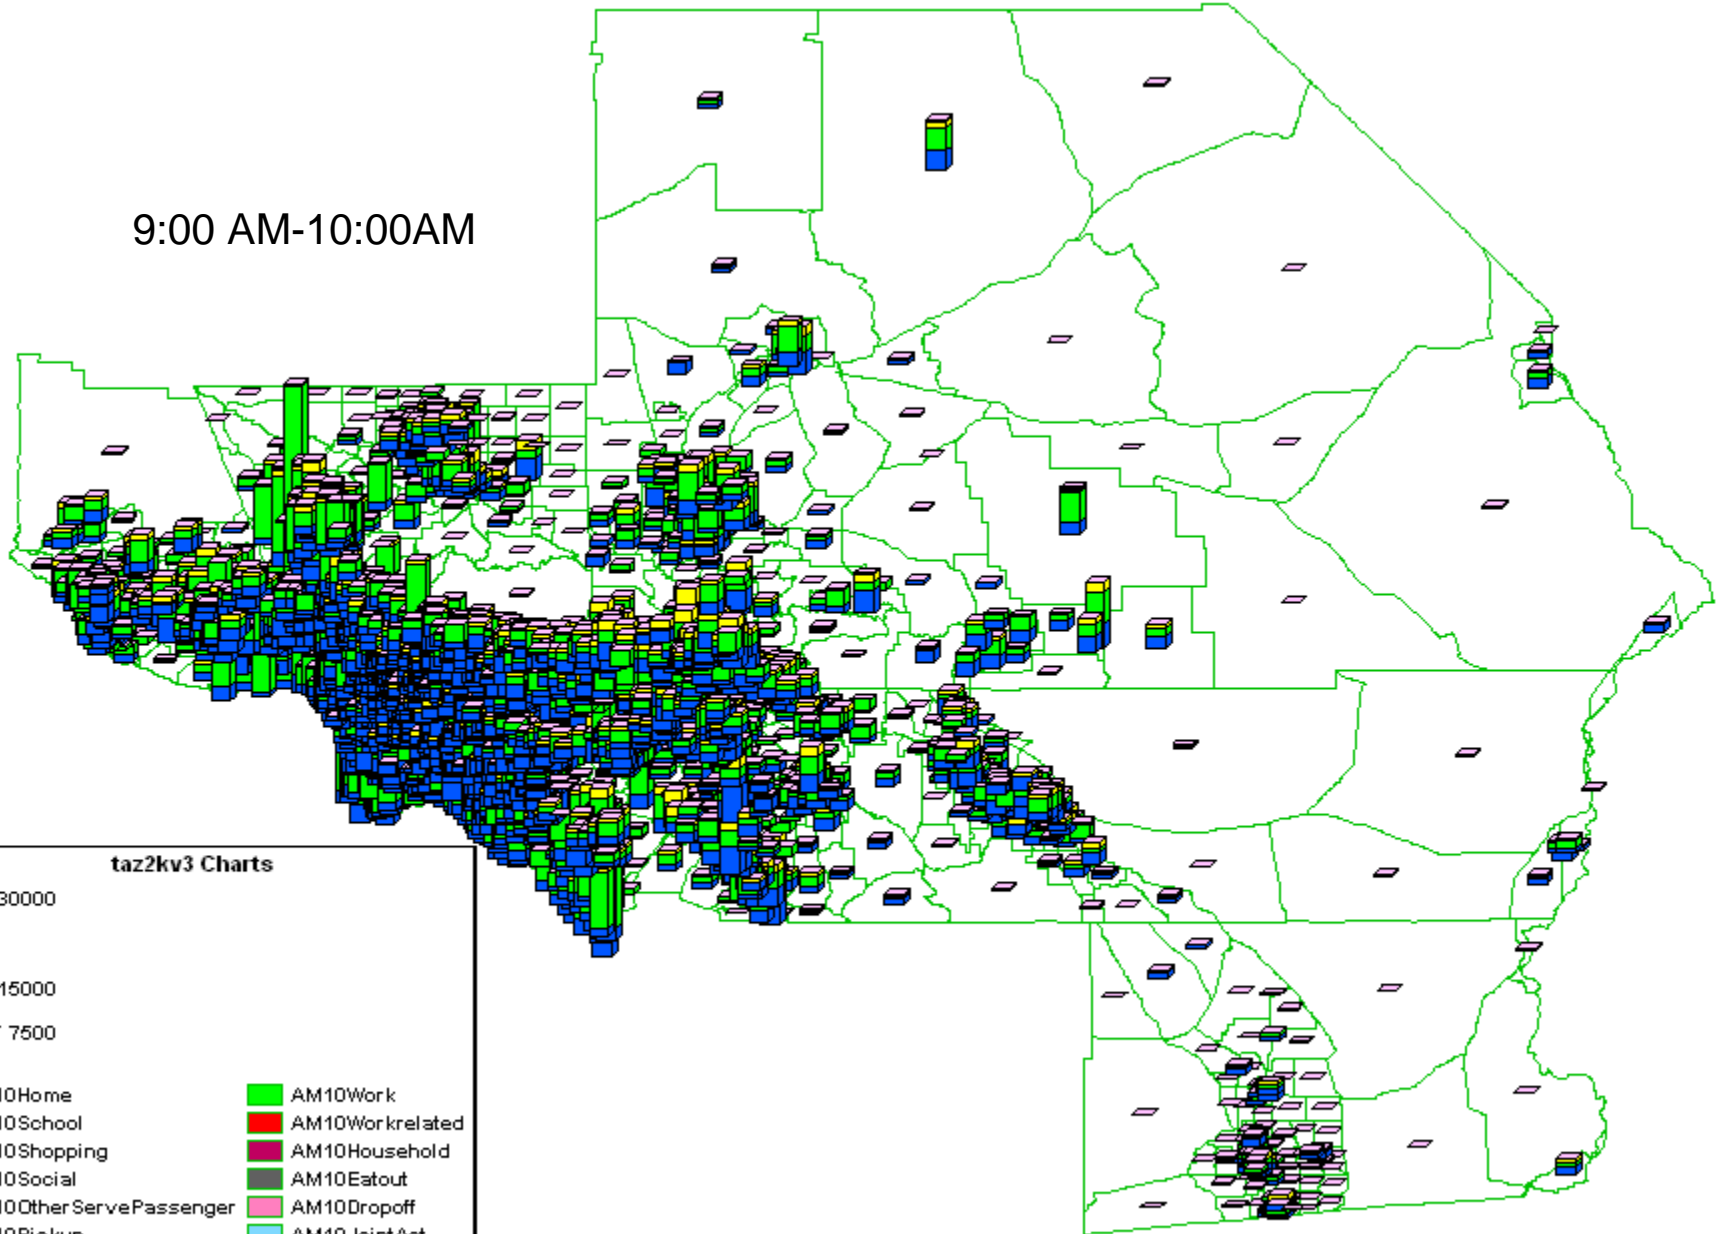 9:00 AM-10:00AM
taz2kv3 Charts
30000
15000
7500
0Home AM10Work
0School AM10Workrelated
0Shopping AM10Household
0Social AM10Eatout
0OtherServePassenger AM10Dropoff